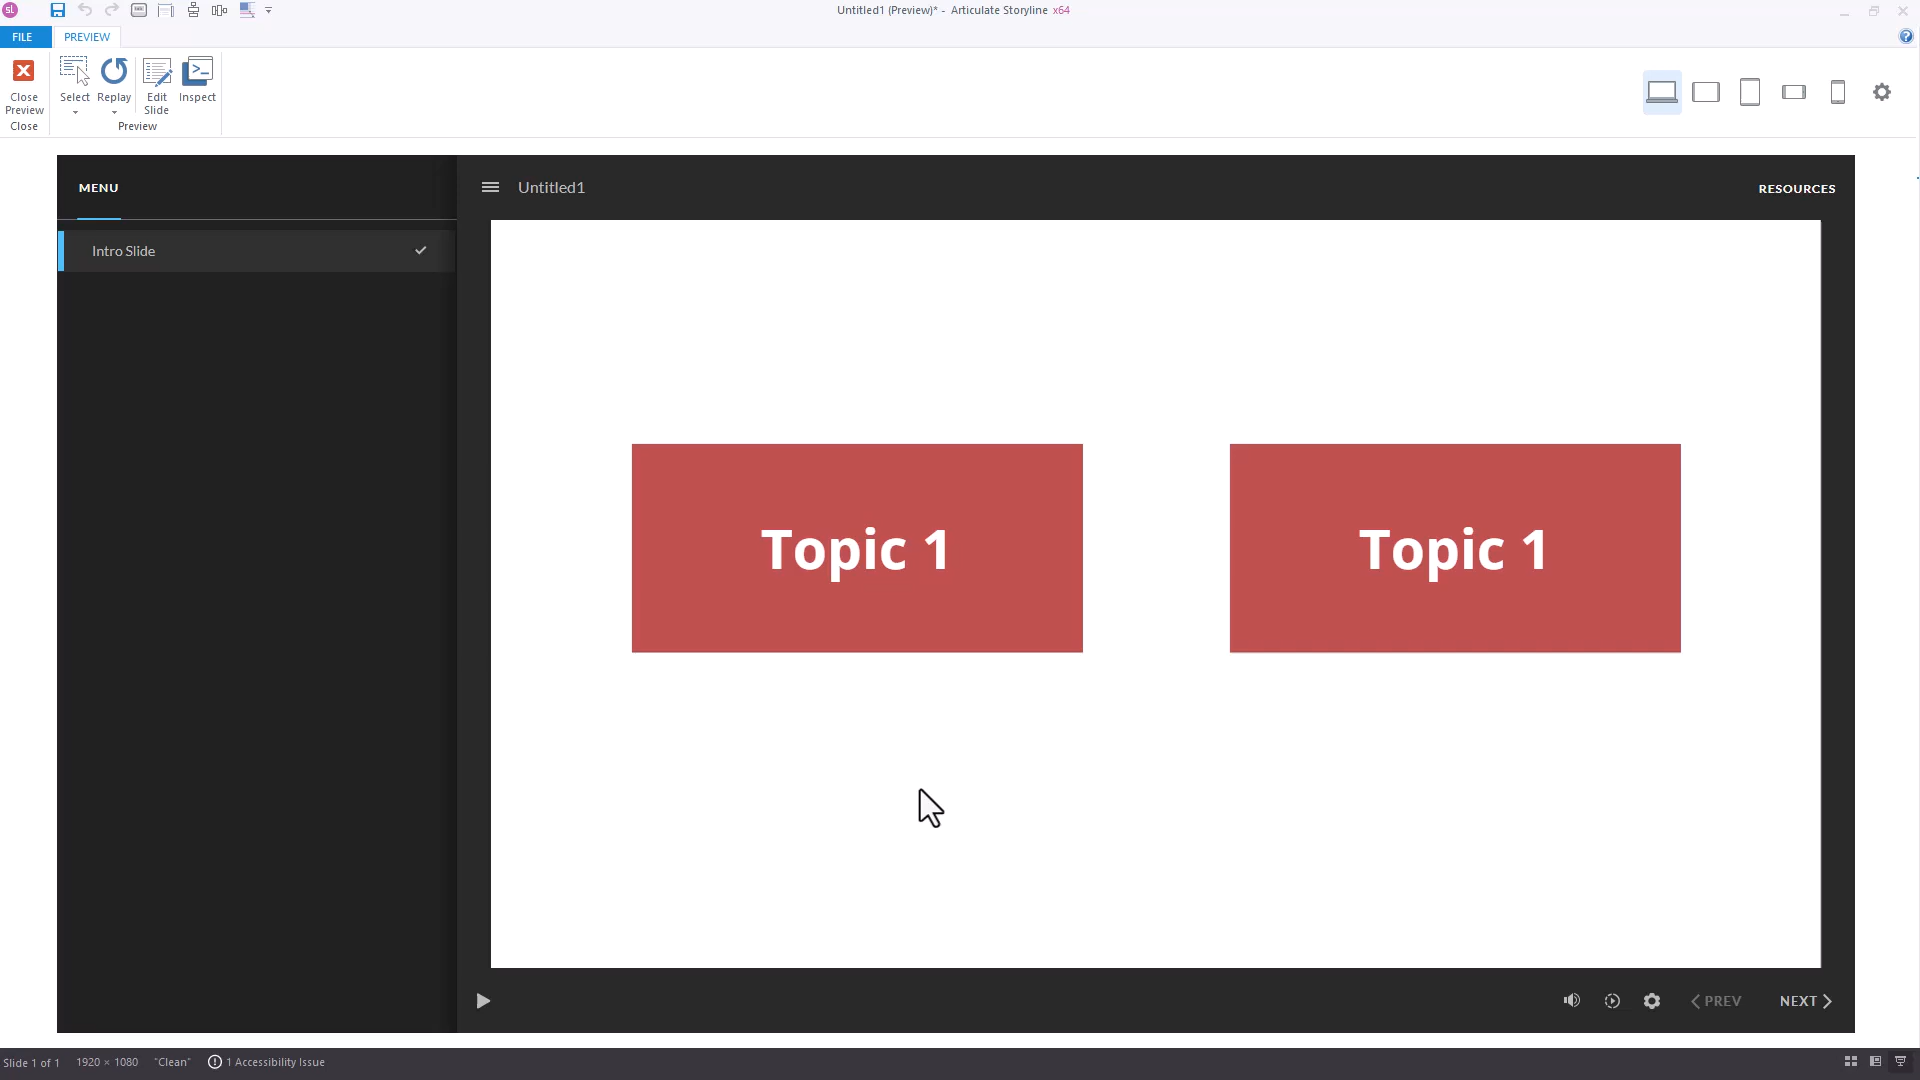 sl
Untitled1 (Preview)* - Articulate Storyline x64
FILE
PREVIEW
?
Close
Preview
Select
Replay
Edit
Slide
Inspect
Close
Preview
MENU
Untitled1
RESOURCES
Intro Slide
Topic 1
Topic 1
PREV
NEXT
Slide 1 of 1
1920 × 1080
"Clean"
1 Accessibility Issue